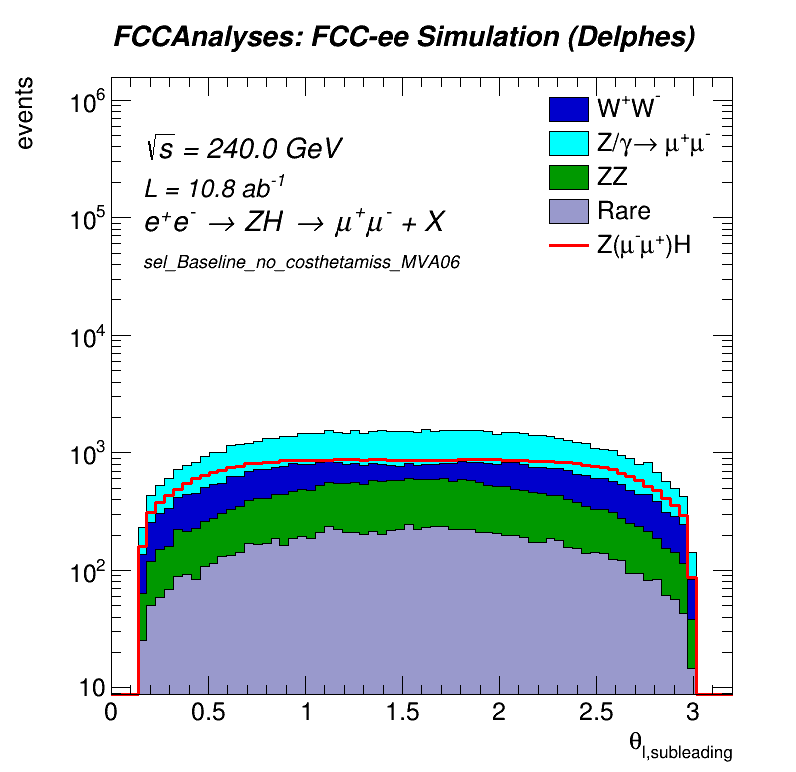 FCCAnalyses: FCC-ee Simulation (Delphes)
events
10⁶
10⁵
10⁴
10³
10²
10
√s = 240.0 GeV
L = 10.8 ab⁻¹
e⁺e⁻ → ZH → μ⁺μ⁻ + X
sel_Baseline_no_costhetamiss_MVA06
W⁺W⁻
Z/γ→ μ⁺μ⁻
ZZ
Rare
Z(μ⁻μ⁺)H
0 0.5 1 1.5 2 2.5 3
θl,subleading